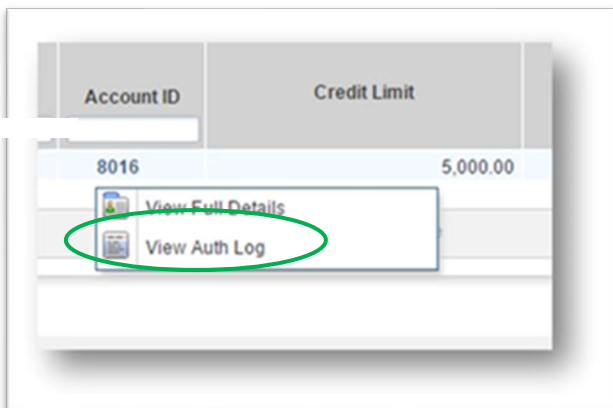 Account ID Credit Limit
8016 5,000.00
View Full Details
View Auth Log